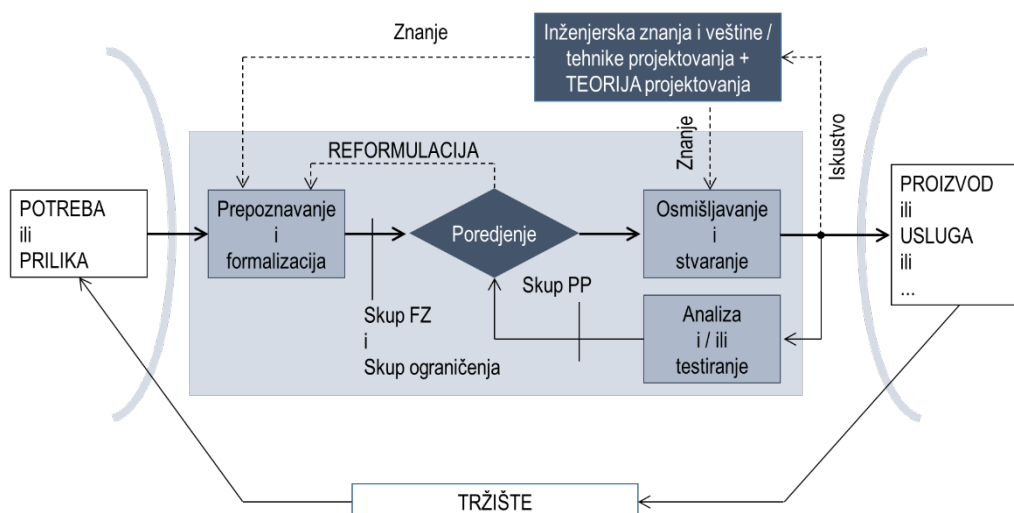 Znanje
Inženjerska znanja i veštine /
tehnike projektovanja +
TEORIJA projektovanja
Znanje
Iskustvo
REFORMULACIJA
POTREBA
ili
PRILIKA
Prepoznavanje
i
formalizacija
Poredjenje
Osmišljavanje
i
stvaranje
PROIZVOD
ili
USLUGA
ili
...
Skup FZ
i
Skup ograničenja
Skup PP
Analiza
i / ili
testiranje
TRŽIŠTE